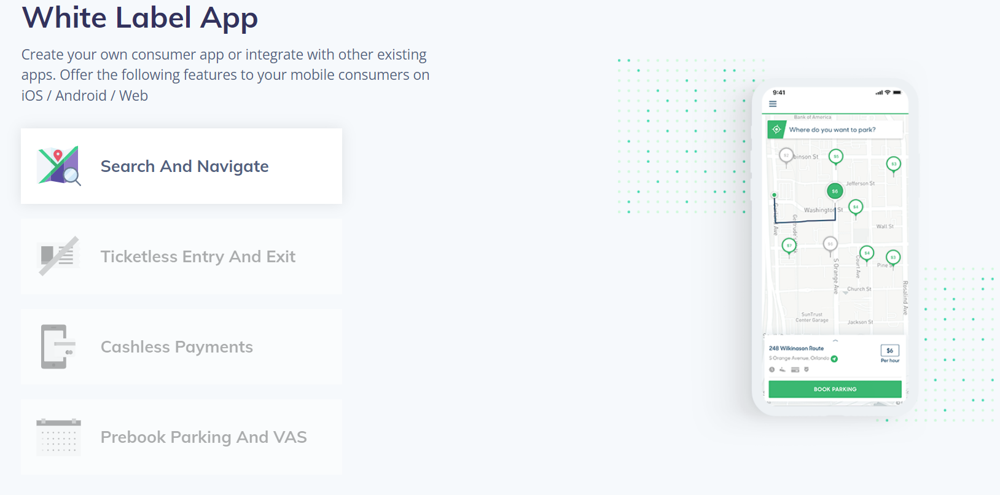 White Label App
Create your own consumer app or integrate with other existing
apps. Offer the following features to your mobile consumers on
iOS / Android / Web
Search And Navigate
Ticketless Entry And Exit
Cashless Payments
Prebook Parking And VAS
9:41
Bank of America
Where do you want to park?
$2
binson St
$5
$3
Jefferson St
$6
Washington St
$4
Garland Ave
Wall St
$7
$6
$4
$3
Court Ave
Pine S
S Orange Ave
Church St
Rosalind Ave
SunTrust
Center Garage
Jackson St
248 Wilkinason Route
S Orange Avenue, Orlando
$6
Per hour
BOOK PARKING